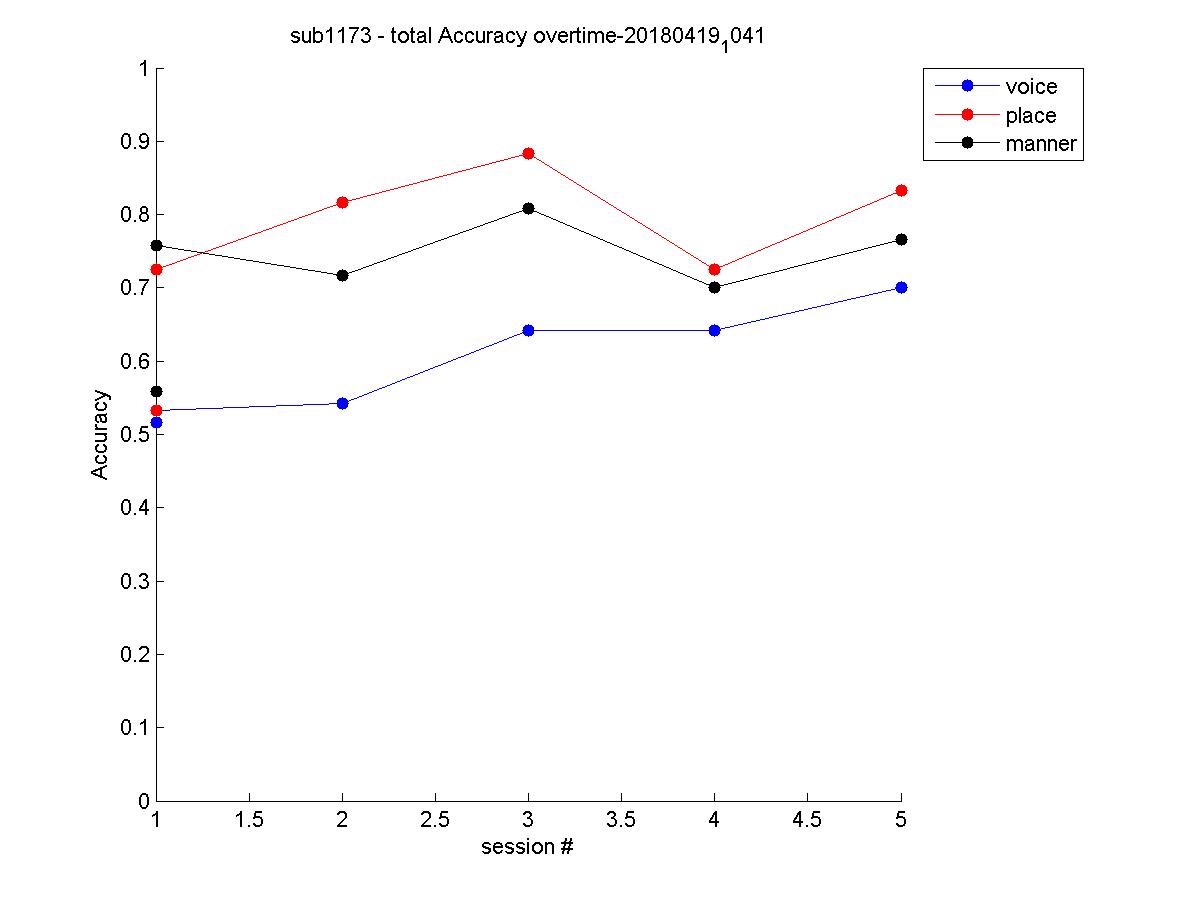 sub1173 - total Accuracy overtime-20180419₁041
voice
place
manner
1
0.9
0.8
0.7
0.6
0.5
0.4
0.3
0.2
0.1
0
Accuracy
1 1.5 2 2.5 3 3.5 4 4.5 5
session #